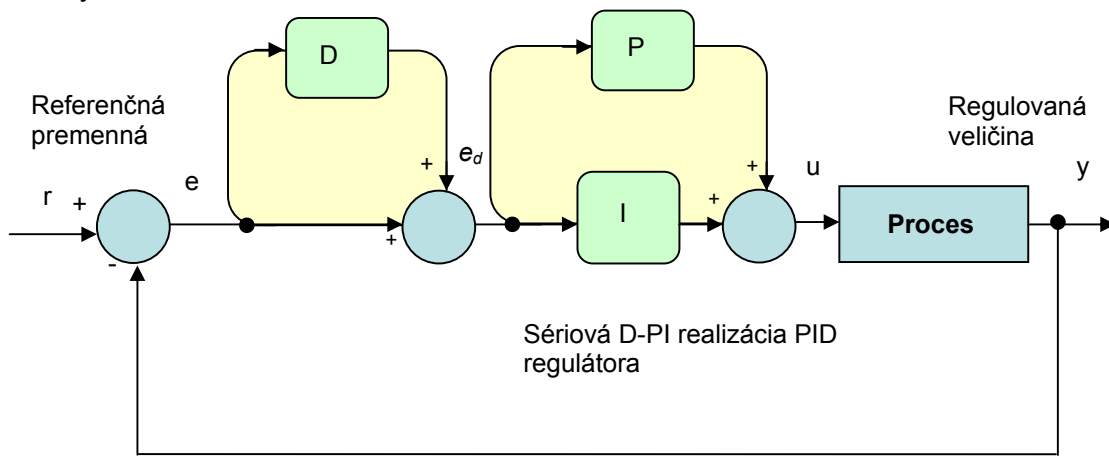 D
P
Referenčná
premenná
Regulovaná
veličina
r
+
e
+
e_d
+
u
y
-
+
I
+
Proces
Sériová D-PI realizácia PID
regulátora